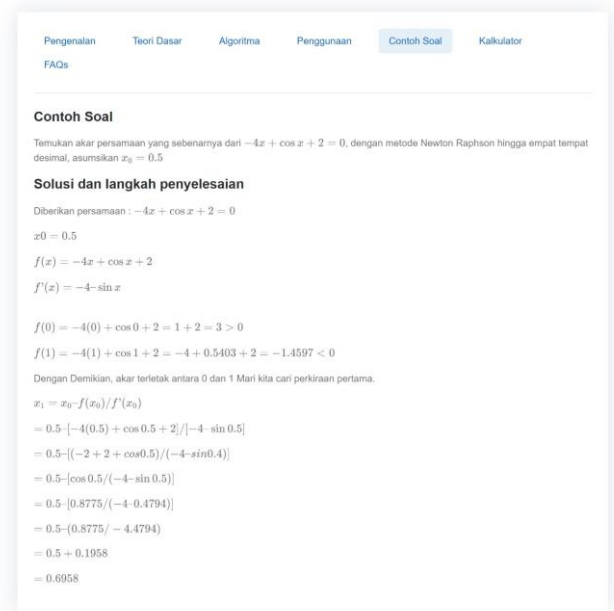 Pengenalan Teori Dasar Algoritma Penggunaan Contoh Soal Kalkulator
FAQs
Contoh Soal
Temukan akar persamaan yang sebenarnya dari −4x + cos x + 2 = 0, dengan metode Newton Raphson hingga empat tempat
desimal, asumsikan x₀ = 0.5
Solusi dan langkah penyelesaian
Diberikan persamaan : −4x + cos x + 2 = 0
x0 = 0.5
f(x) = −4x + cos x + 2
f'(x) = −4–sin x
f(0) = −4(0) + cos 0 + 2 = 1 + 2 = 3 > 0
f(1) = −4(1) + cos 1 + 2 = −4 + 0.5403 + 2 = −1.4597 < 0
Dengan Demikian, akar terletak antara 0 dan 1 Mari kita cari perkiraan pertama.
x₁ = x₀–f(x₀)/f'(x₀)
= 0.5–[−4(0.5) + cos 0.5 + 2]/[−4–sin 0.5]
= 0.5–[(−2 + 2 + cos0.5)/(−4–sin0.4)]
= 0.5–[cos 0.5/(−4–sin 0.5)]
= 0.5–[0.8775/(−4–0.4794)]
= 0.5–(0.8775/ − 4.4794)
= 0.5 + 0.1958
= 0.6958